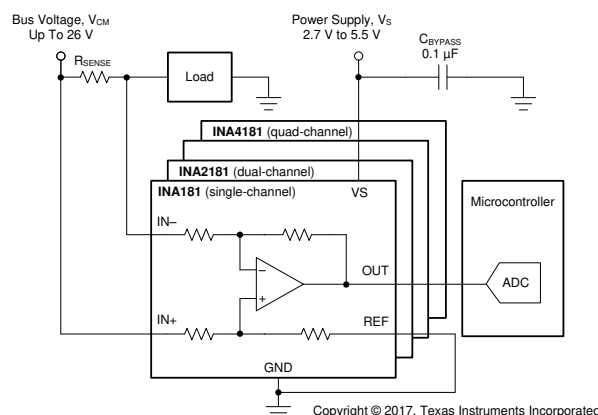 Bus Voltage, VCM
Up To 26 V
Power Supply, VS
2.7 V to 5.5 V
CBYPASS
0.1 µF
RSENSE
Load
INA4181 (quad-channel)
INA2181 (dual-channel)
INA181 (single-channel)
VS
Microcontroller
IN–
–
OUT
ADC
+
IN+
REF
GND
Copyright © 2017, Texas Instruments Incorporated